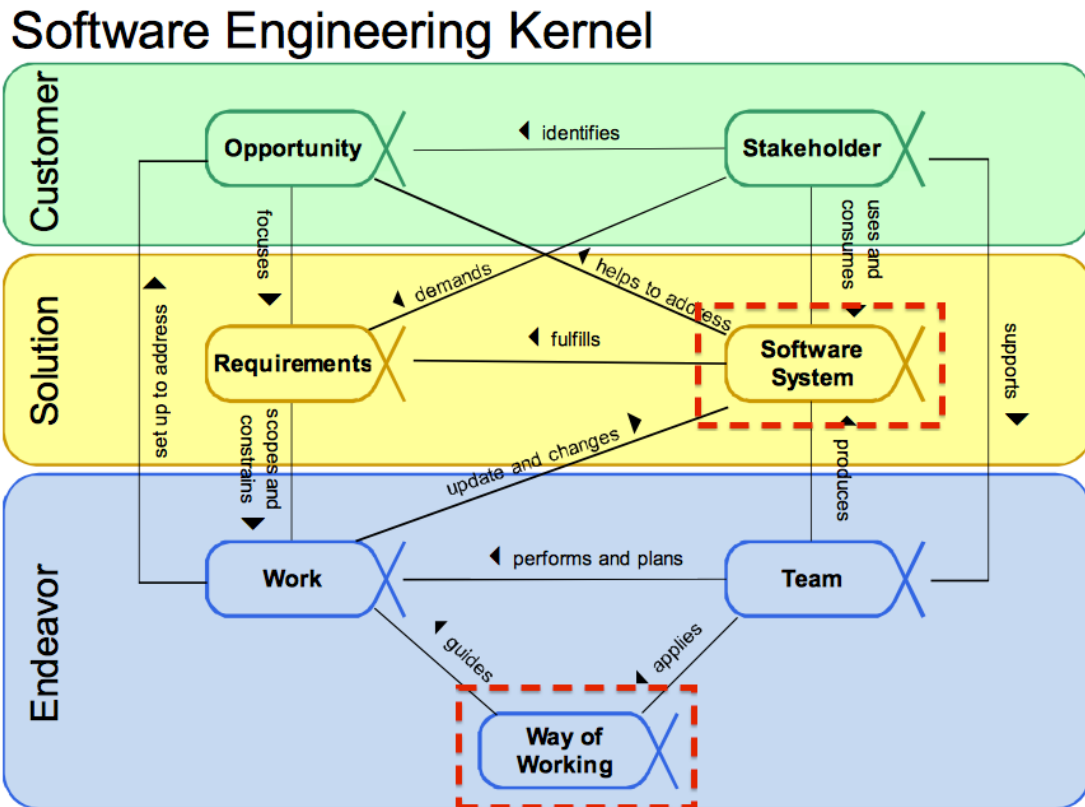 Software Engineering Kernel
Customer
Opportunity
identifies
Stakeholder
focuses
uses and
consumes
demands
helps to address
Solution
set up to address
Requirements
fulfills
Software
System
supports
scopes and
constrains
update and changes
produces
Endeavor
Work
performs and plans
Team
guides
applies
Way of
Working